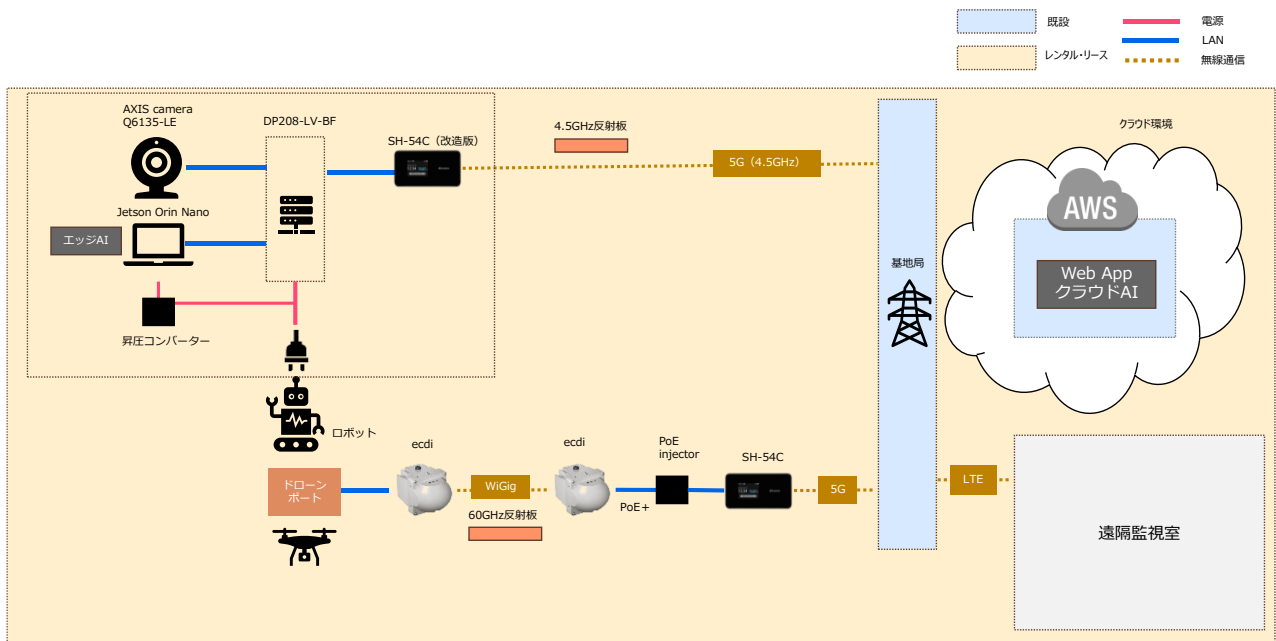 既設
電源
LAN
レンタル・リース
無線通信
AXIS camera
Q6135-LE
DP208-LV-BF
SH-54C（改造版）
4.5GHz反射板
5G（4.5GHz）
クラウド環境
Jetson Orin Nano
エッジAI
AWS
基地局
Web App
クラウドAI
昇圧コンバーター
ロボット
ecdi
ecdi
PoE
injector
SH-54C
ドローン
ポート
WiGig
PoE+
5G
LTE
60GHz反射板
遠隔監視室